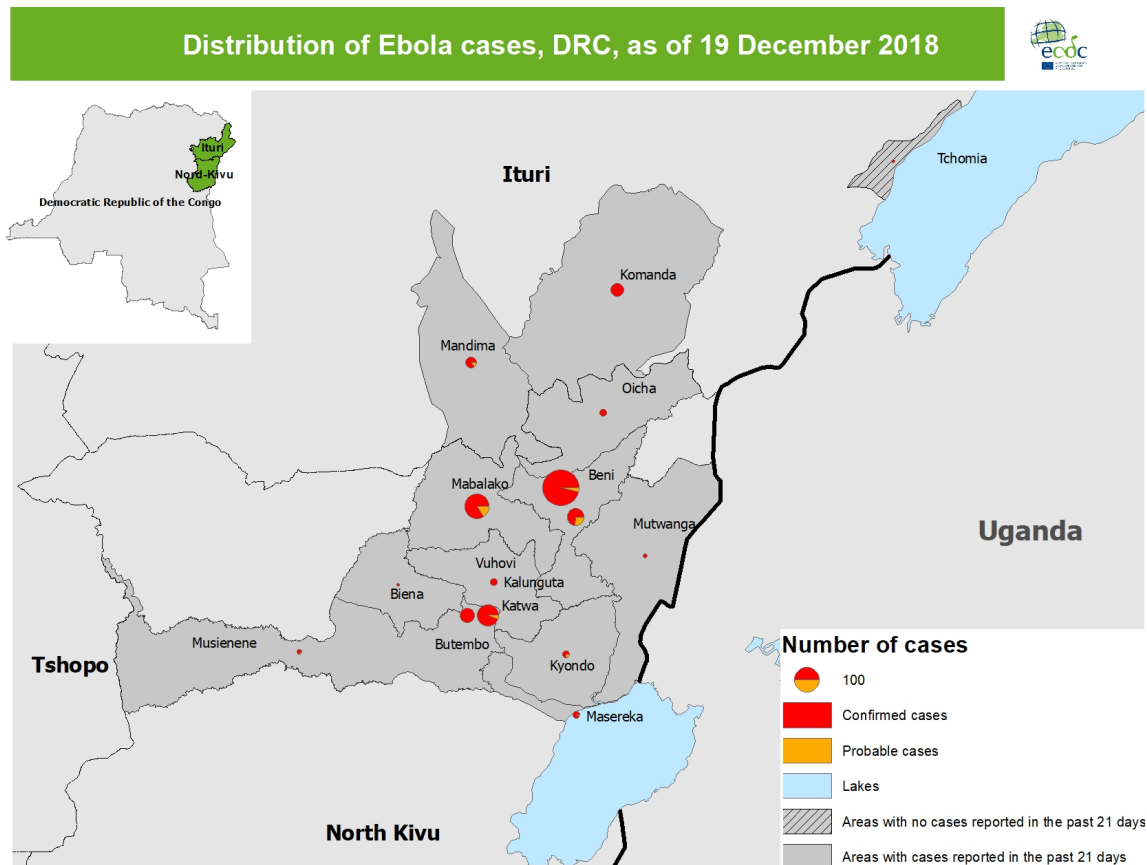 Distribution of Ebola cases, DRC, as of 19 December 2018
ecdc
Ituri
Nord-Kivu
Democratic Republic of the Congo
Ituri
Tchomia
Komanda
Mandima
Oicha
Beni
Mabalako
Mutwanga
Uganda
Vuhovi
Kalunguta
Biena
Katwa
Butembo
Musienene
Kyondo
Tshopo
Masereka
North Kivu
Number of cases
100
Confirmed cases
Probable cases
Lakes
Areas with no cases reported in the past 21 days
Areas with cases reported in the past 21 days